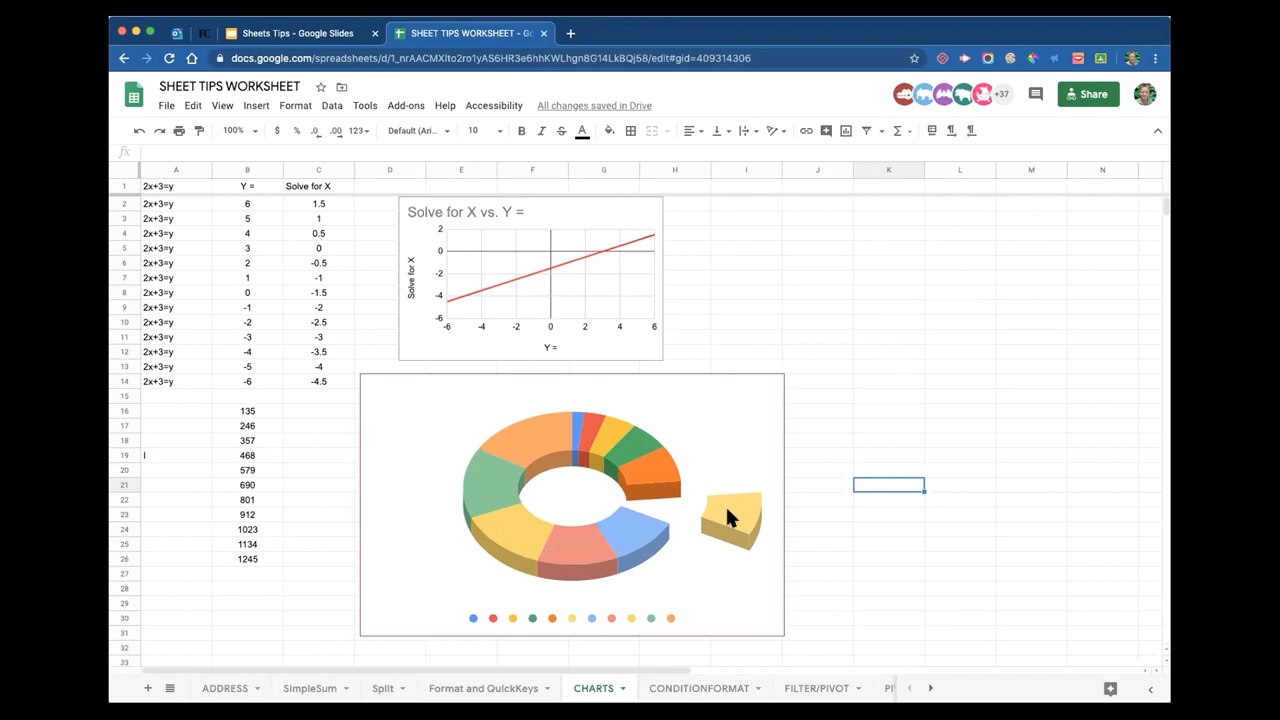 Sheets Tips - Google Slides
SHEET TIPS WORKSHEET - Go
docs.google.com/spreadsheets/d/1_nrAACMXIto2ro1yAS6HR3e6hhKWLhgn8G14LkBQj58/edit#gid=409314306
SHEET TIPS WORKSHEET
File Edit View Insert Format Data Tools Add-ons Help Accessibility All changes saved in Drive
+37
Share
100% $ % .0 .00 123 Default (Ari... 10 B I S A
fx
A B C D E F G H I J K L M N
1 2x+3=y Y = Solve for X
2 2x+3=y 6 1.5
3 2x+3=y 5 1
4 2x+3=y 4 0.5
5 2x+3=y 3 0
6 2x+3=y 2 -0.5
7 2x+3=y 1 -1
8 2x+3=y 0 -1.5
9 2x+3=y -1 -2
10 2x+3=y -2 -2.5
11 2x+3=y -3 -3
12 2x+3=y -4 -3.5
13 2x+3=y -5 -4
14 2x+3=y -6 -4.5
15
16 135
17 246
18 357
19 l 468
20 579
21 690
22 801
23 912
24 1023
25 1134
26 1245
27
28
29
30
31
32
33
Solve for X vs. Y =
Solve for X
2
0
-2
-4
-6
-6 -4 -2 0 2 4 6
Y =
ADDRESS SimpleSum Split Format and QuickKeys CHARTS CONDITIONFORMAT FILTER/PIVOT